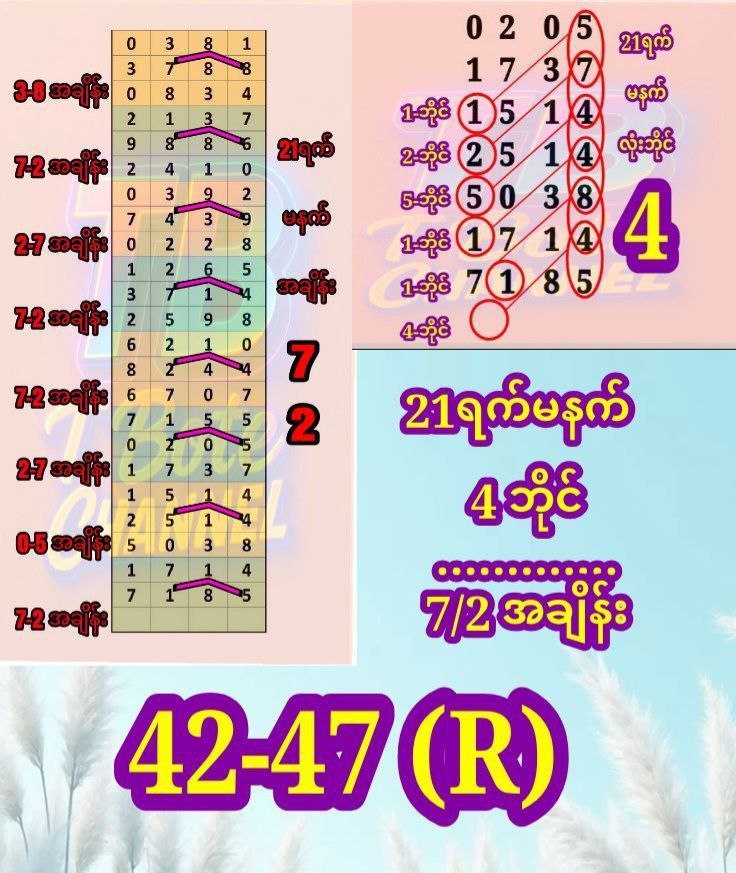 0 3 8 1
3 7 8 8
3-8 အချိန်း 0 8 3 4
2 1 3 7
9 8 8 6
7-2 အချိန်း 2 4 1 0
0 3 9 2
7 4 3 9
2-7 အချိန်း 0 2 2 8
1 2 6 5
3 7 1 4
7-2 အချိန်း 2 5 9 8
6 2 1 0
8 2 4 4
7-2 အချိန်း 6 7 0 7
7 1 5 5
0 2 0 5
2-7 အချိန်း 1 7 3 7
1 5 1 4
2 5 1 4
0-5 အချိန်း 5 0 3 8
1 7 1 4
7 1 8 5
7-2 အချိန်း
21ရက်
မနက်
အချိန်း
7
2
T Bote
CHANNEL
0 2 0 5
1 7 3 7
1-ဘိုင် 1 5 1 4
2-ဘိုင် 2 5 1 4
5-ဘိုင် 5 0 3 8
1-ဘိုင် 1 7 1 4
1-ဘိုင် 7 1 8 5
4-ဘိုင်
21ရက်
မနက်
လုံးဘိုင်
4
21ရက်မနက်
4 ဘိုင်
.............
7/2 အချိန်း
42-47 (R)